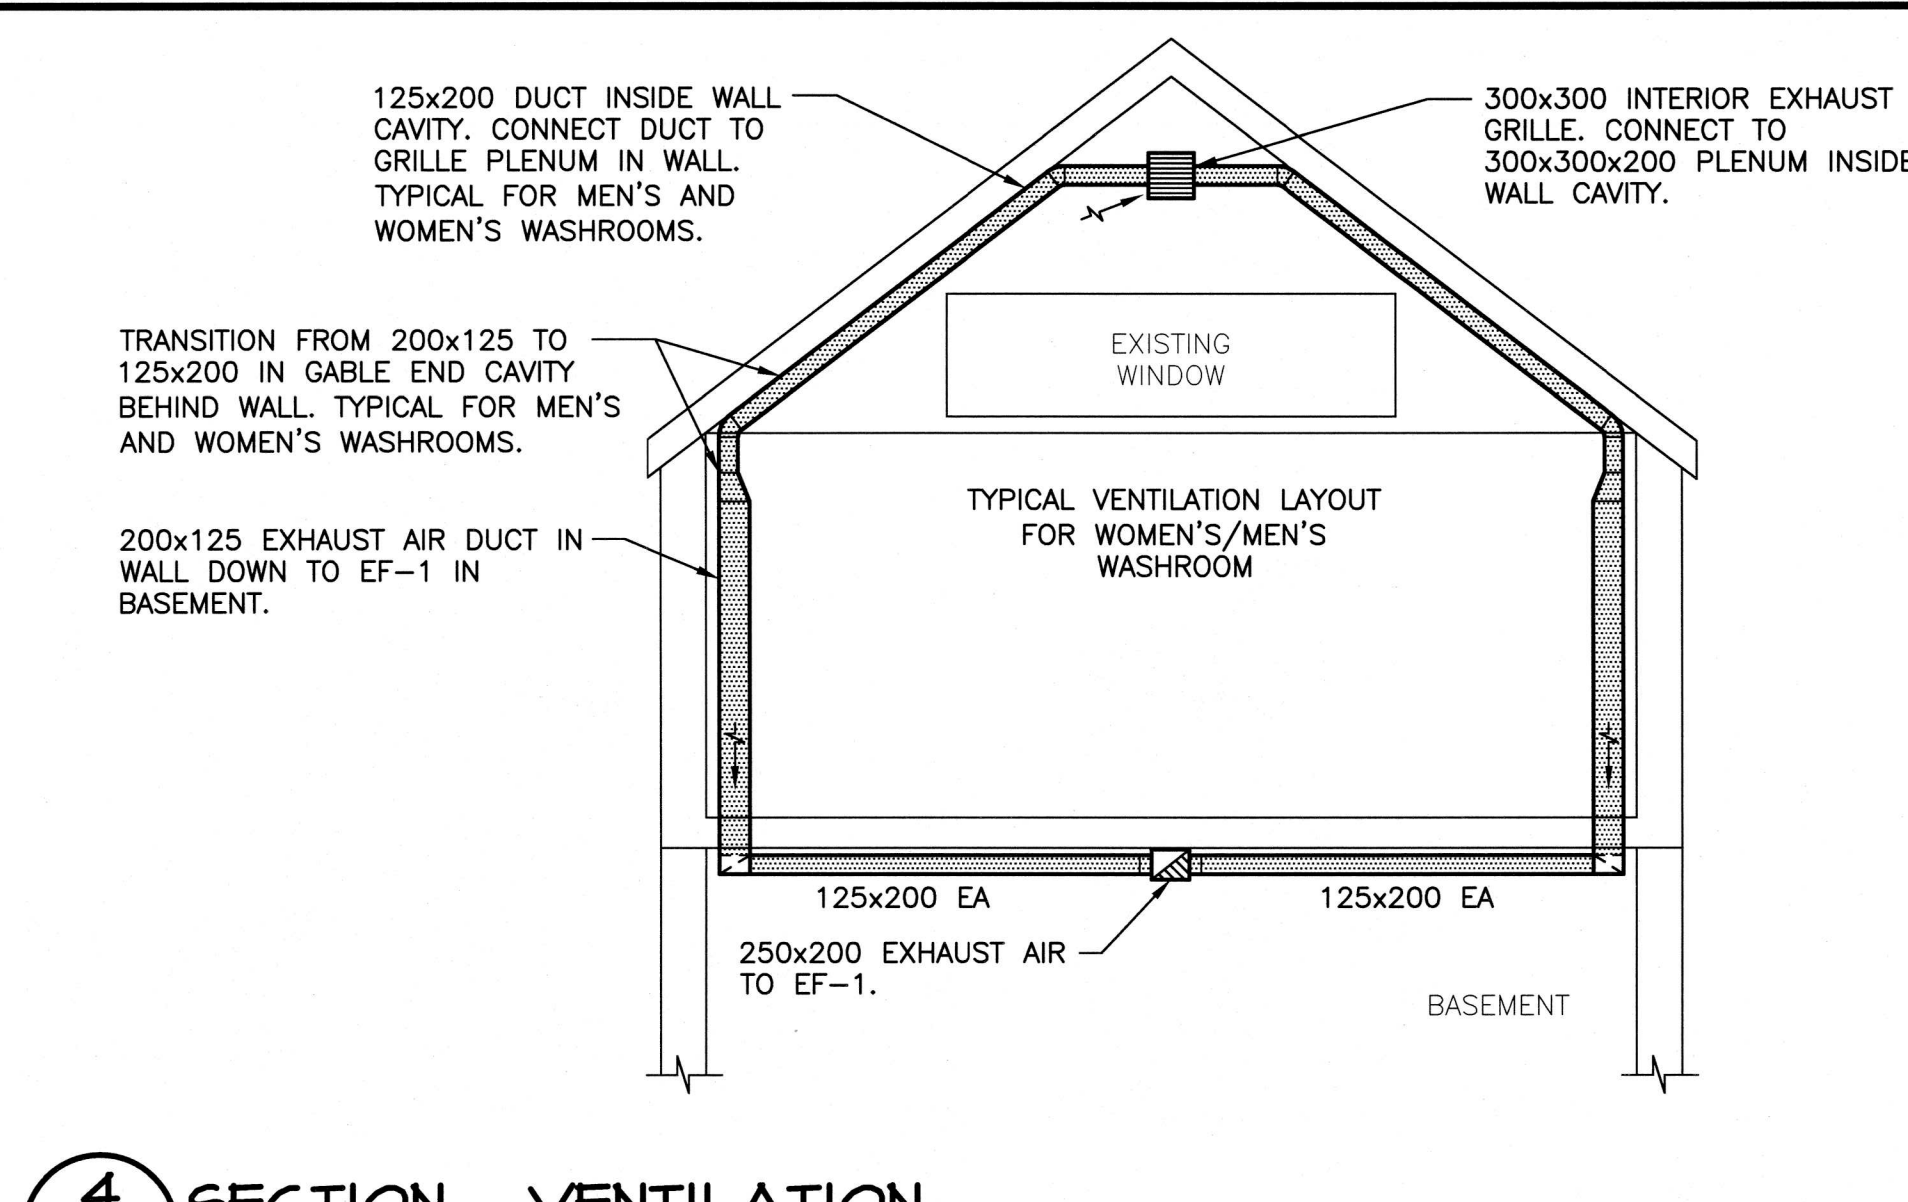 125x200 DUCT INSIDE WALL
CAVITY. CONNECT DUCT TO
GRILLE PLENUM IN WALL.
TYPICAL FOR MEN'S AND
WOMEN'S WASHROOMS.
300x300 INTERIOR EXHAUST
GRILLE. CONNECT TO
300x300x200 PLENUM INSIDE
WALL CAVITY.
TRANSITION FROM 200x125 TO
125x200 IN GABLE END CAVITY
BEHIND WALL. TYPICAL FOR MEN'S
AND WOMEN'S WASHROOMS.
EXISTING
WINDOW
200x125 EXHAUST AIR DUCT IN
WALL DOWN TO EF-1 IN
BASEMENT.
TYPICAL VENTILATION LAYOUT
FOR WOMEN'S/MEN'S
WASHROOM
125x200 EA
125x200 EA
250x200 EXHAUST AIR
TO EF-1.
BASEMENT
4 SECTION - VENTILATION